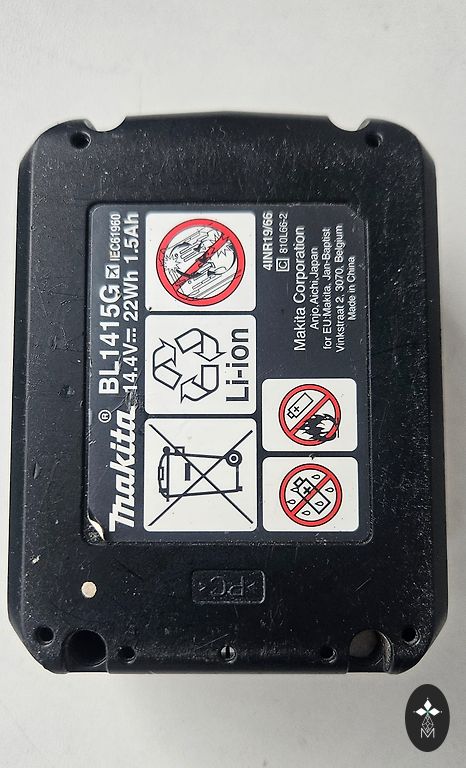 makita® BL1415G IEC61960
14.4V⎓ 22Wh 1.5Ah
Li-ion
4INR19/66
C 810L66-2
Makita Corporation
Anjo,Aichi,Japan
for EU:Makita, Jan-Baptist
Vinkstraat 2, 3070, Belgium
Made in China
>PC<
M